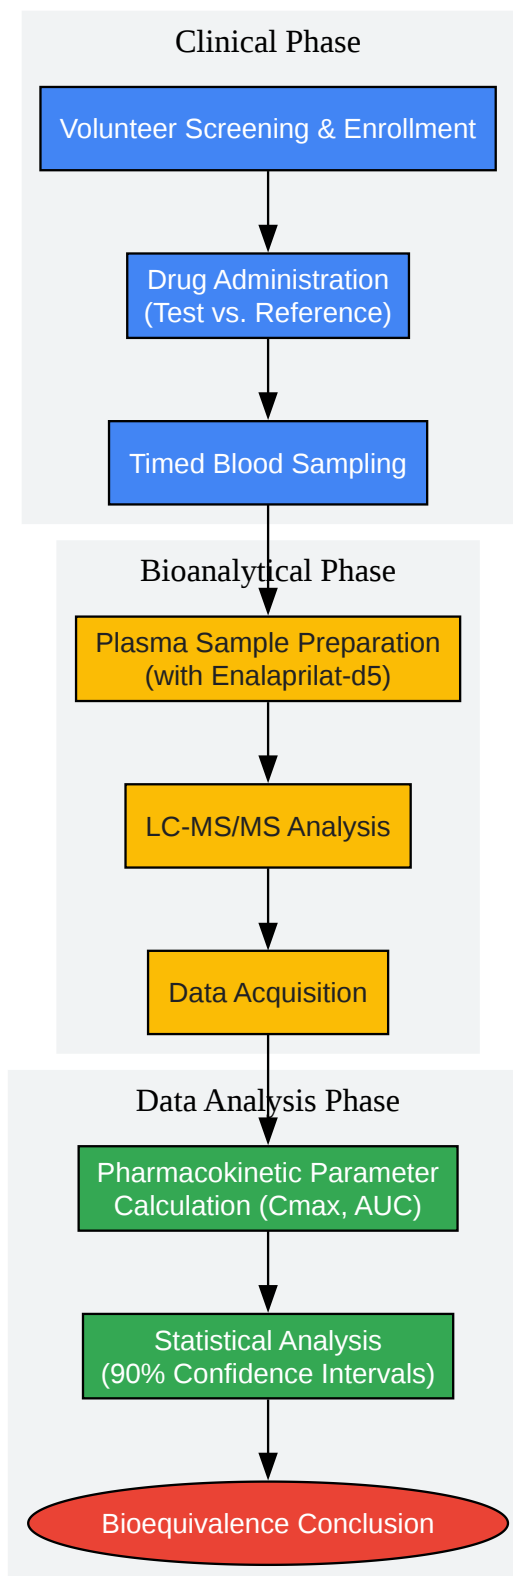 Clinical Phase
Volunteer Screening & Enrollment
Drug Administration
(Test vs. Reference)
Timed Blood Sampling
Bioanalytical Phase
Plasma Sample Preparation
(with Enalaprilat-d5)
LC-MS/MS Analysis
Data Acquisition
Data Analysis Phase
Pharmacokinetic Parameter
Calculation (Cmax, AUC)
Statistical Analysis
(90% Confidence Intervals)
Bioequivalence Conclusion